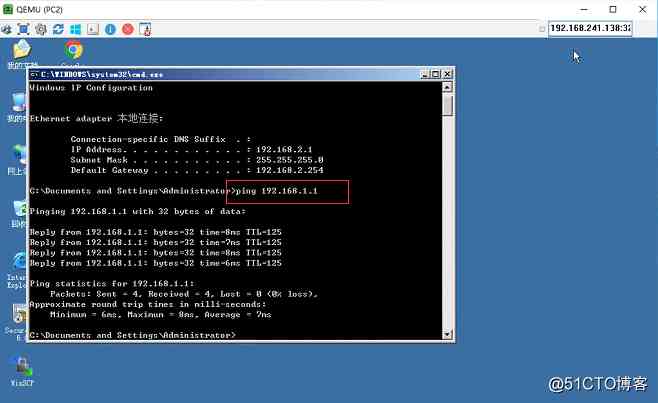 QEMU (PC2)
192.168.241.138:32
我的文档
Google
C:\WINDOWS\system32\cmd.exe
Windows IP Configuration
Ethernet adapter 本地连接:
Connection-specific DNS Suffix . :
IP Address. . . . . . . . . . . . : 192.168.2.1
Subnet Mask . . . . . . . . . . . : 255.255.255.0
Default Gateway . . . . . . . . . : 192.168.2.254
C:\Documents and Settings\Administrator>ping 192.168.1.1
Pinging 192.168.1.1 with 32 bytes of data:
Reply from 192.168.1.1: bytes=32 time=8ms TTL=125
Reply from 192.168.1.1: bytes=32 time=7ms TTL=125
Reply from 192.168.1.1: bytes=32 time=8ms TTL=125
Reply from 192.168.1.1: bytes=32 time=6ms TTL=125
Ping statistics for 192.168.1.1:
Packets: Sent = 4, Received = 4, Lost = 0 (0% loss),
Approximate round trip times in milli-seconds:
Minimum = 6ms, Maximum = 8ms, Average = 7ms
C:\Documents and Settings\Administrator>
我的
网上
回收
Inter
Explo
Secure
WinSCP
@51CTO博客